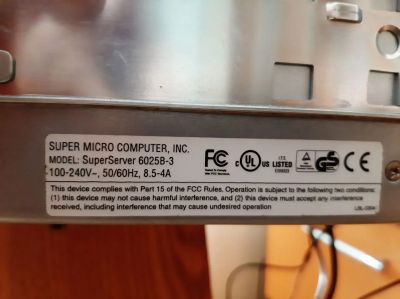 SUPER MICRO COMPUTER, INC.
MODEL: SuperServer 6025B-3
100-240V~, 50/60Hz, 8.5-4A
FC
C UL US LISTED
I.T.E.
GS
CE
This device complies with Part 15 of the FCC Rules. Operation is subject to the following two conditions:
(1) this device may not cause harmful interference, and (2) this device must accept any interference
received, including interference that may cause undesired operation